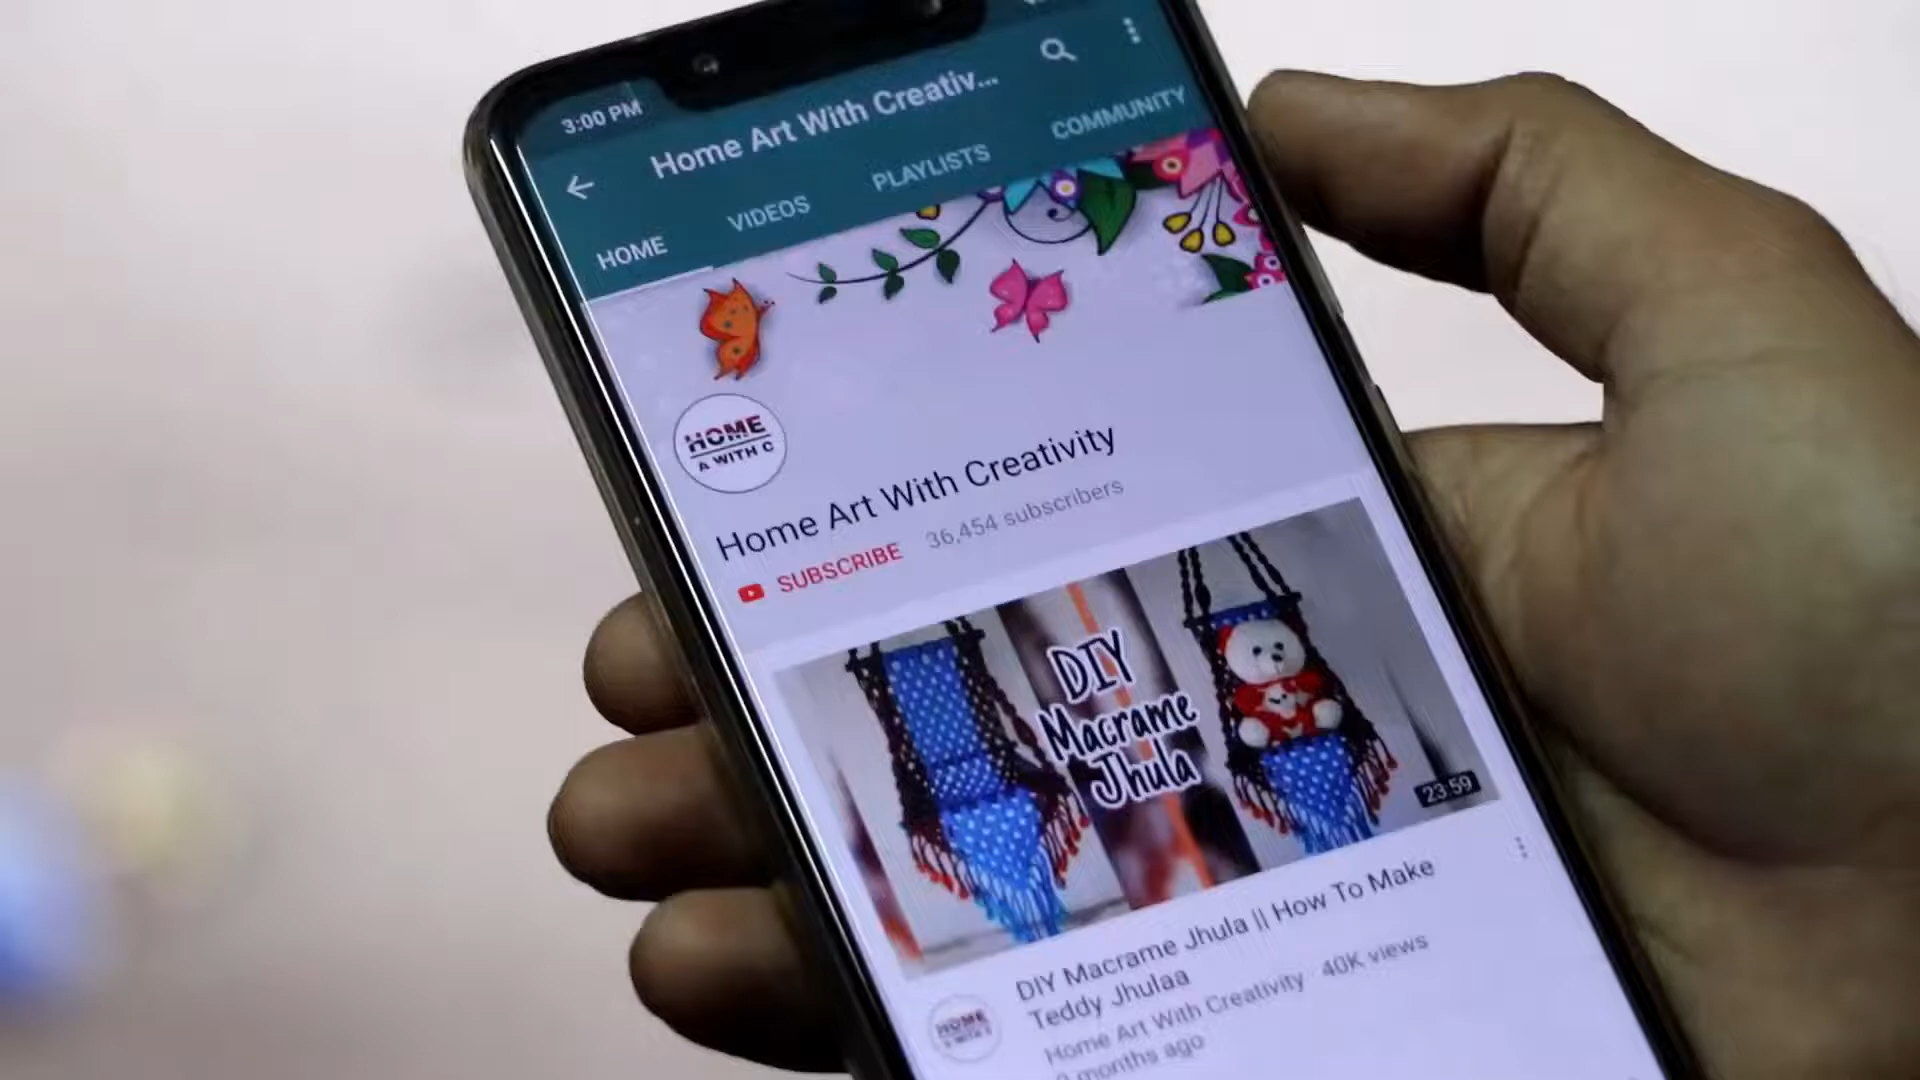 3:00 PM
Home Art With Creativ...
HOME
VIDEOS
PLAYLISTS
COMMUNITY
HOME
A WITH C
Home Art With Creativity
SUBSCRIBE
36,454 subscribers
DIY
Macrame
Jhula
23:59
DIY Macrame Jhula || How To Make
Teddy Jhulaa
Home Art With Creativity · 40K views
months ago
HOME
A WITH C